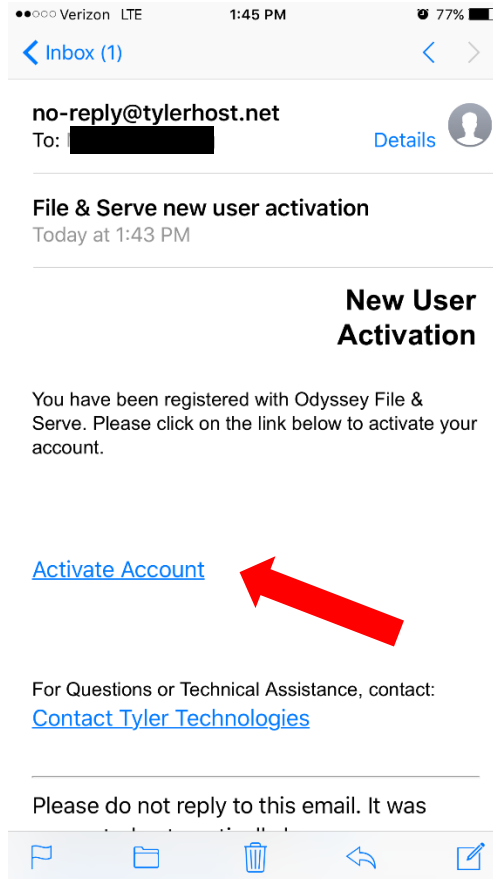 Verizon LTE 1:45 PM 77%
Inbox (1)
no-reply@tylerhost.net
To: Details
File & Serve new user activation
Today at 1:43 PM
New User
Activation
You have been registered with Odyssey File &
Serve. Please click on the link below to activate your
account.
Activate Account
For Questions or Technical Assistance, contact:
Contact Tyler Technologies
Please do not reply to this email. It was